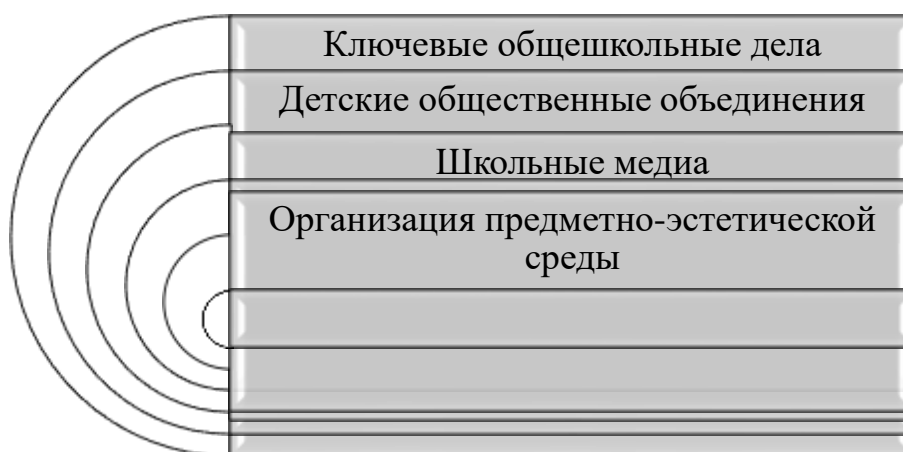 Ключевые общешкольные дела
Детские общественные объединения
Школьные медиа
Организация предметно-эстетической
среды